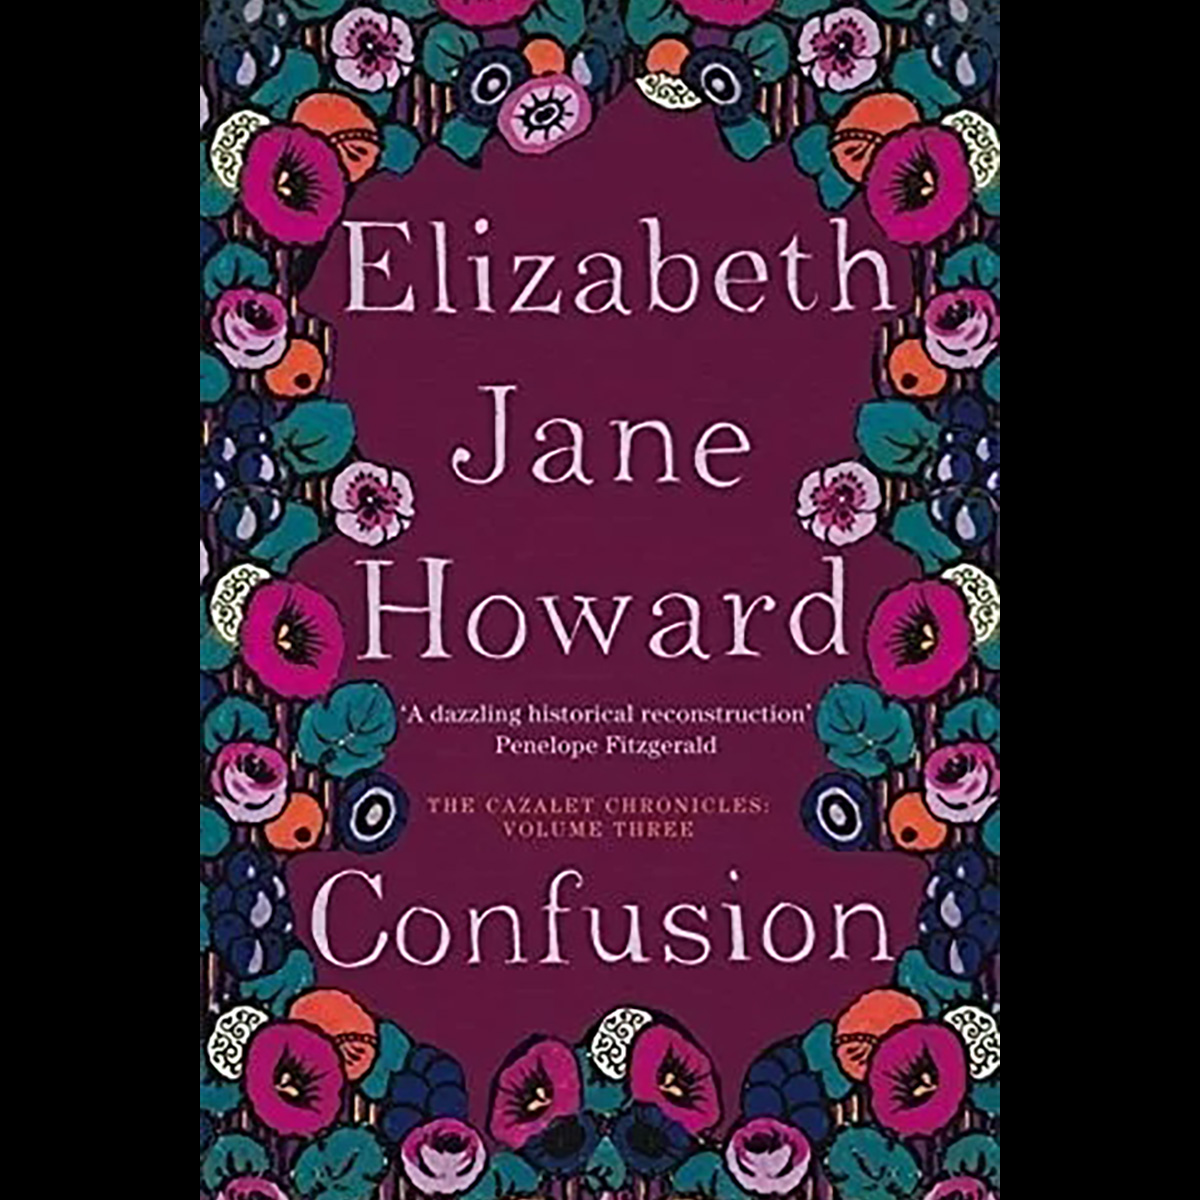 Elizabeth
Jane
Howard
‘A dazzling historical reconstruction’
Penelope Fitzgerald
THE CAZALET CHRONICLES:
VOLUME THREE
Confusion